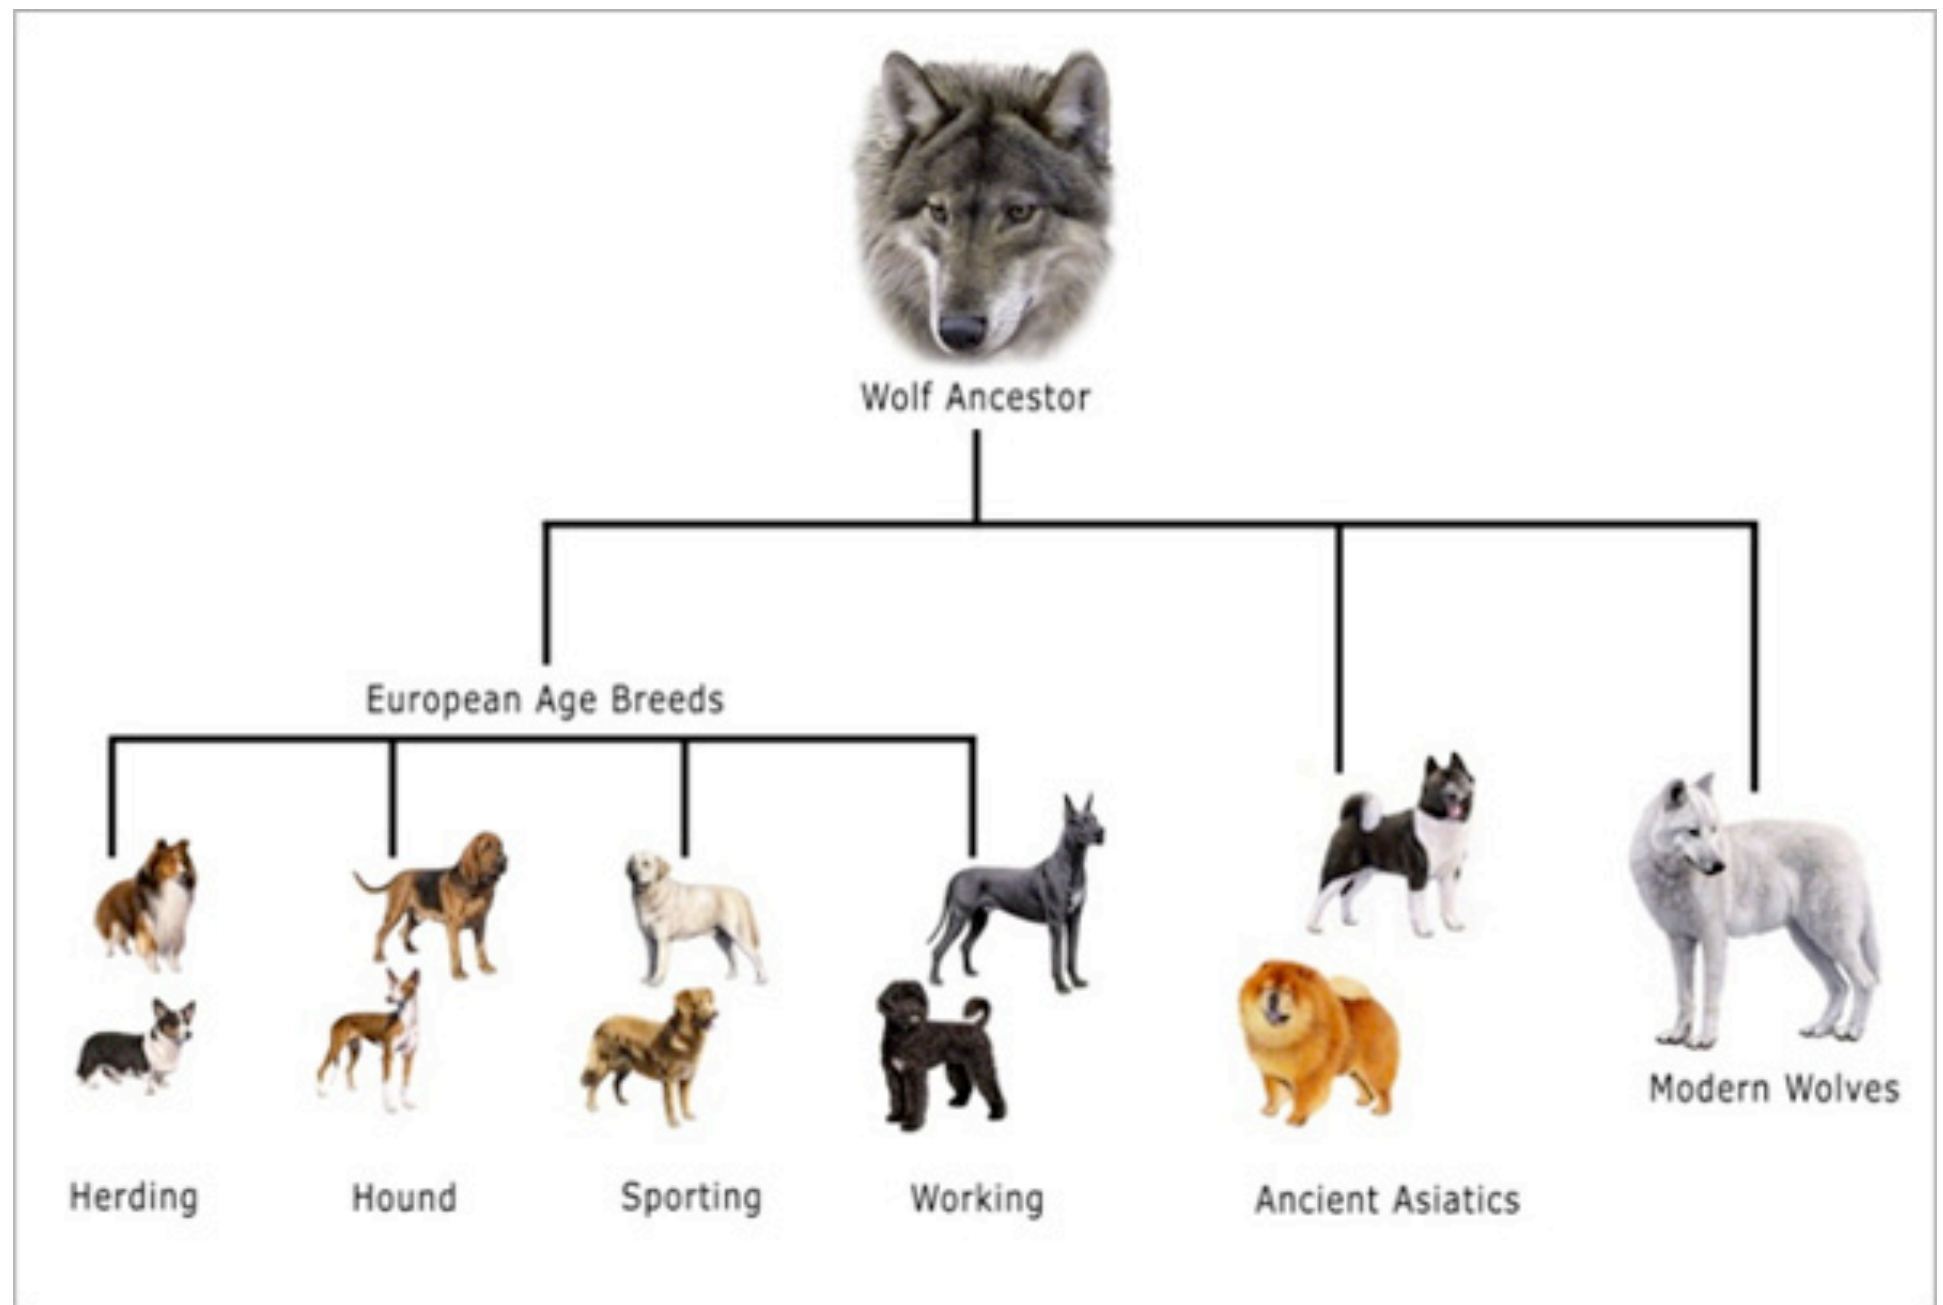 Wolf Ancestor
European Age Breeds
Modern Wolves
Herding
Hound
Sporting
Working
Ancient Asiatics